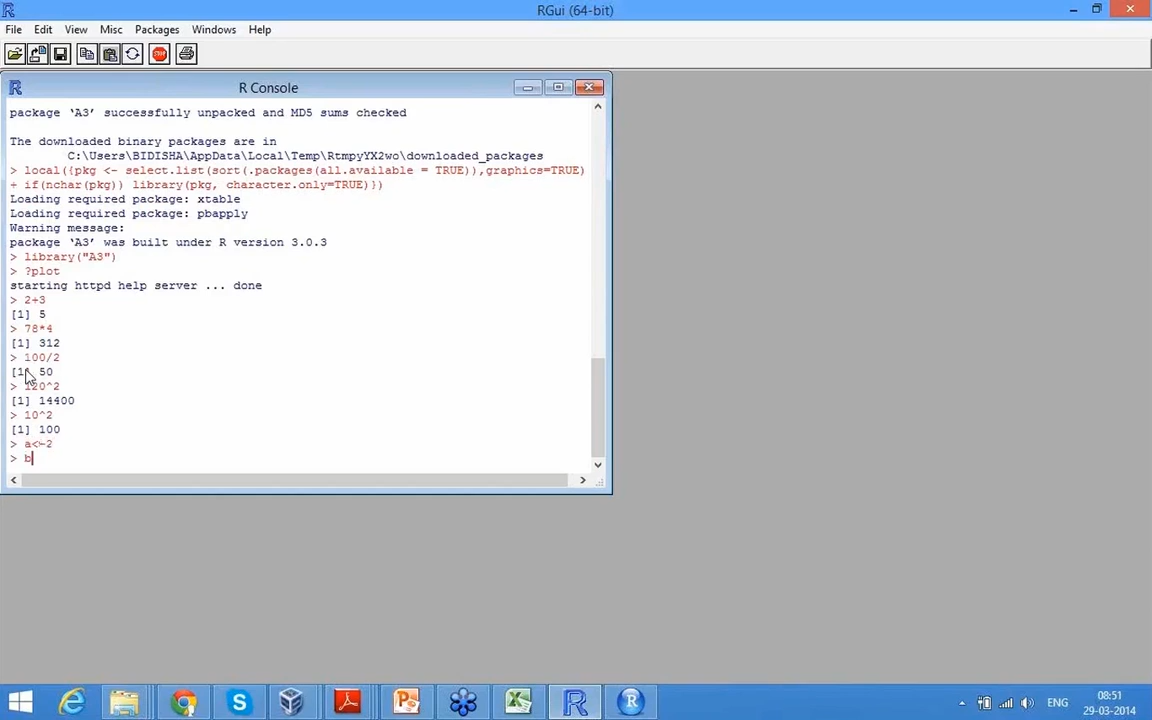 RGui (64-bit)
File Edit View Misc Packages Windows Help
STOP
R Console
package ‘A3’ successfully unpacked and MD5 sums checked
The downloaded binary packages are in
C:\Users\BIDISHA\AppData\Local\Temp\RtmpyYX2wo\downloaded_packages
> local({pkg <- select.list(sort(.packages(all.available = TRUE)),graphics=TRUE)
+ if(nchar(pkg)) library(pkg, character.only=TRUE)})
Loading required package: xtable
Loading required package: pbapply
Warning message:
package ‘A3’ was built under R version 3.0.3
> library("A3")
> ?plot
starting httpd help server ... done
> 2+3
[1] 5
> 78*4
[1] 312
> 100/2
[1] 50
> 120^2
[1] 14400
> 10^2
[1] 100
> a<-2
> b
ENG
08:51
29-03-2014